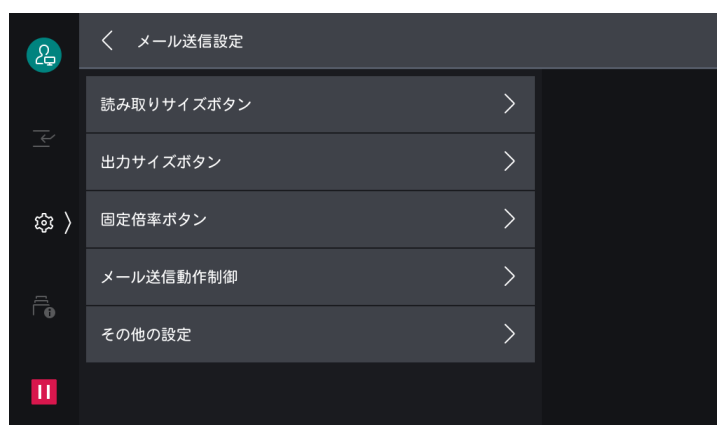 メール送信設定
読み取りサイズボタン
出力サイズボタン
固定倍率ボタン
メール送信動作制御
その他の設定